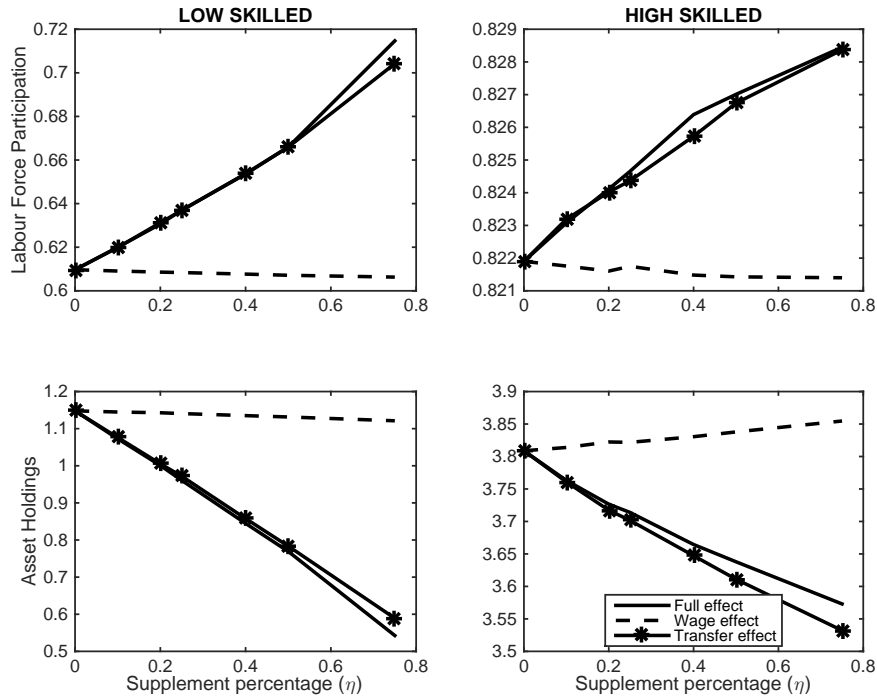 LOW SKILLED
HIGH SKILLED
Labour Force Participation
0.72
0.7
0.68
0.66
0.64
0.62
0.6
0 0.2 0.4 0.6 0.8
0.829
0.828
0.827
0.826
0.824
0.823
0.822
0.821
0 0.2 0.4 0.6 0.8
Asset Holdings
1.2
1.1
1
0.9
0.8
0.7
0.6
0.5
0 0.2 0.4 0.6 0.8
Supplement percentage (η)
3.9
3.85
3.8
3.75
3.7
3.65
3.6
3.55
3.5
0 0.2 0.4 0.6 0.8
Supplement percentage (η)
Full effect
Wage effect
Transfer effect